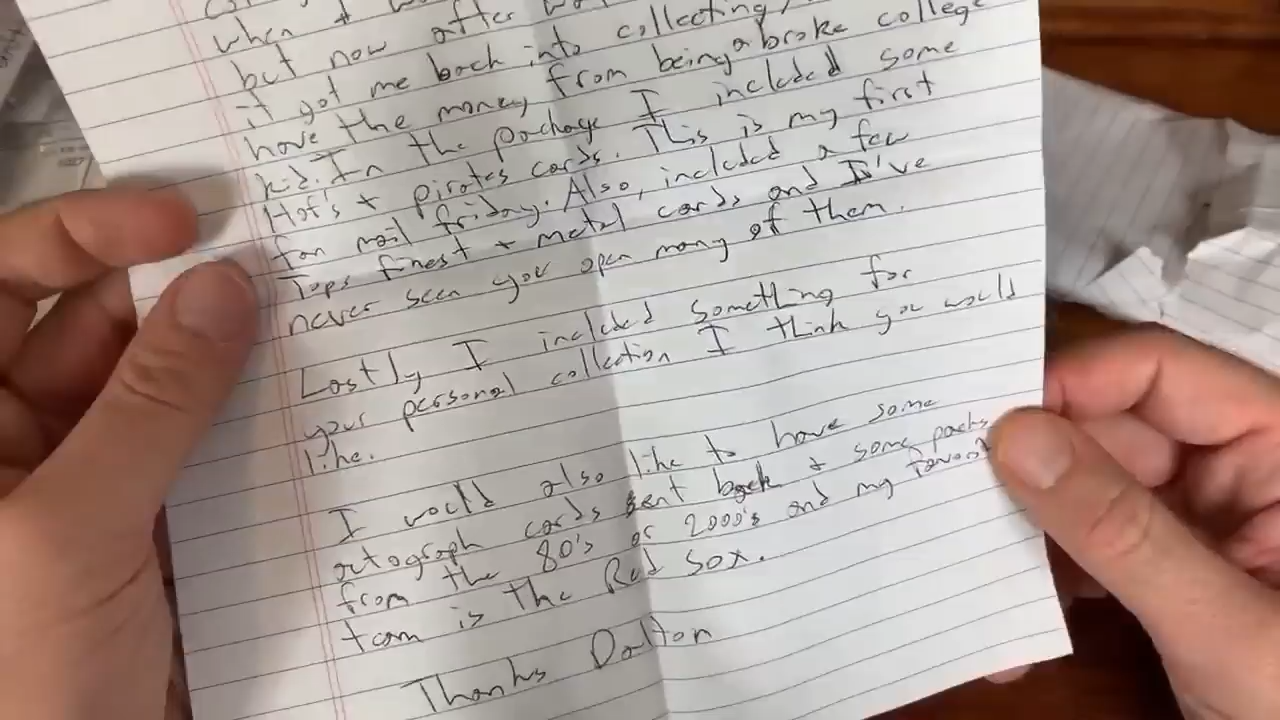 when I
but now after
it got me back into collecting,
have the money from being a broke college
kid. In the package I included some
Hof's + pirates cards. This is my first
fan mail friday. Also, included a few
Tops finest + metal cards and I've
never seen you open many of them.
Lastly I included something for
your personal collection I think you would
like.
I would also like to have some
autograph cards sent back + some packs
from the 80's or 2000's and my favorit
team is the Red Sox.
Thanks Dalton